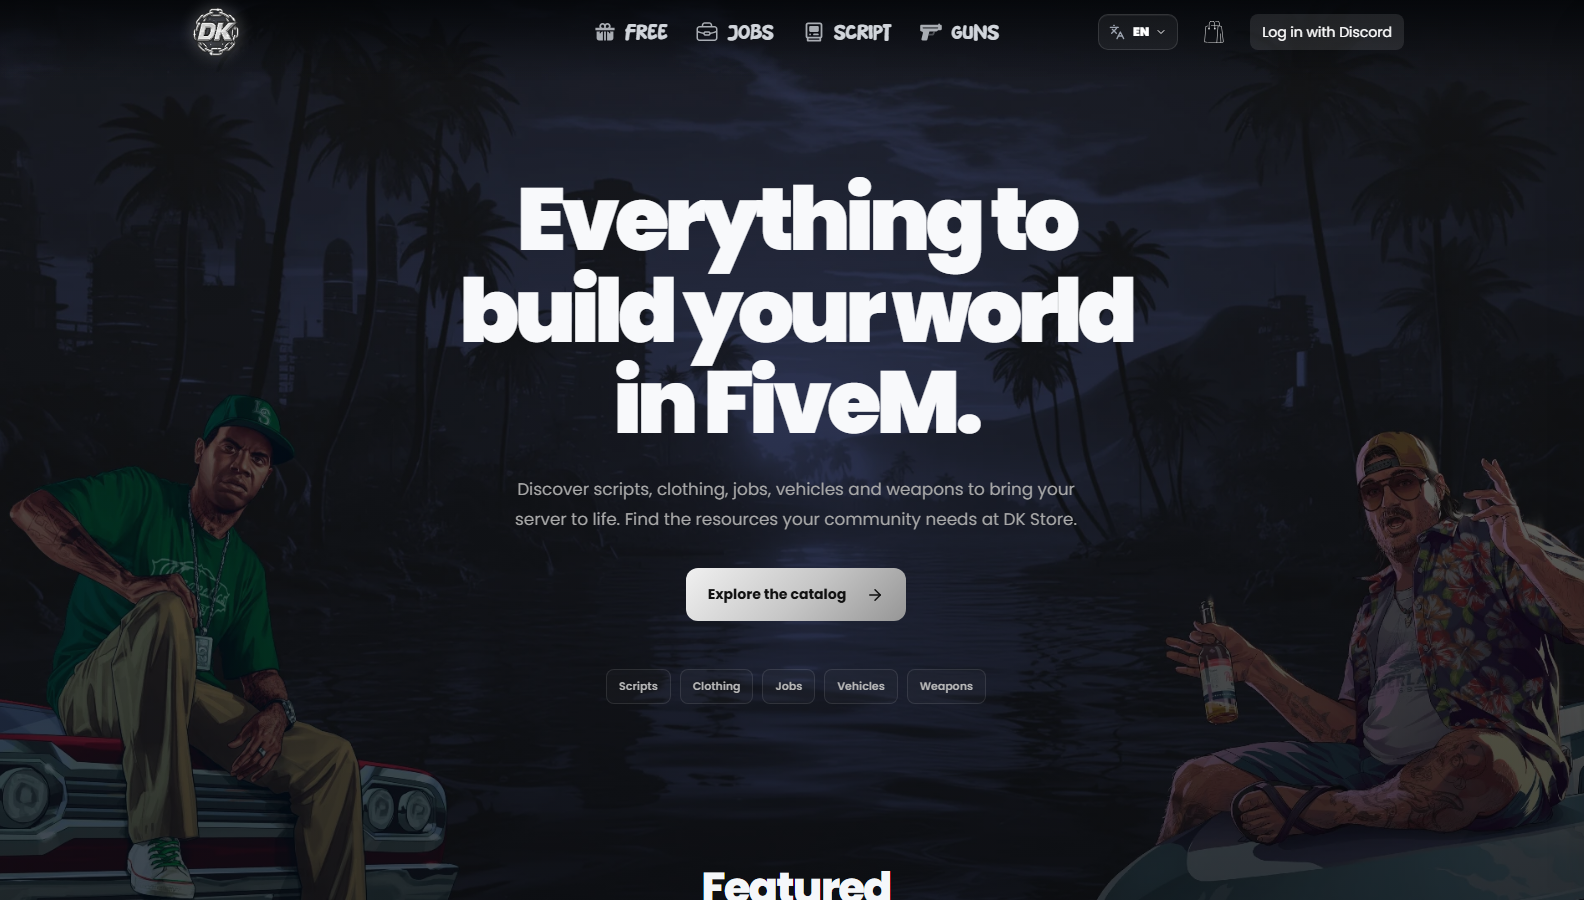 DK
FREE
JOBS
SCRIPT
GUNS
EN
Log in with Discord
Everything to
build your world
in FiveM.
Discover scripts, clothing, jobs, vehicles and weapons to bring your
server to life. Find the resources your community needs at DK Store.
Explore the catalog
Scripts
Clothing
Jobs
Vehicles
Weapons
LS
Featured